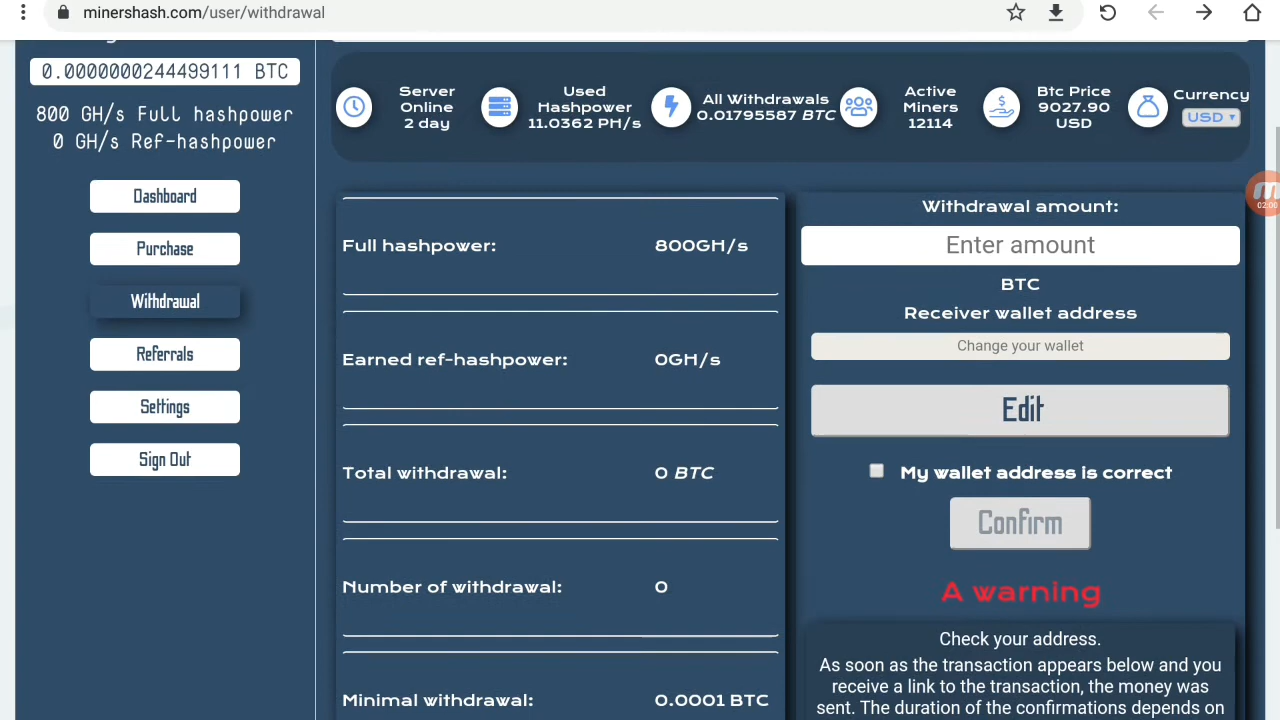 minershash.com/user/withdrawal
0.0000000244499111 BTC
800 GH/s Full hashpower
0 GH/s Ref-hashpower
Dashboard
Purchase
Withdrawal
Referrals
Settings
Sign Out
Server
Online
2 day
Used
Hashpower
11.0362 PH/s
All Withdrawals
0.01795587 BTC
Active
Miners
12114
Btc Price
9027.90
USD
Currency
USD
Full hashpower: 800GH/s
Earned ref-hashpower: 0GH/s
Total withdrawal: 0 BTC
Number of withdrawal: 0
Minimal withdrawal: 0.0001 BTC
Withdrawal amount:
Enter amount
BTC
Receiver wallet address
Change your wallet
Edit
My wallet address is correct
Confirm
A warning
Check your address.
As soon as the transaction appears below and you
receive a link to the transaction, the money was
sent. The duration of the confirmations depends on
02:00